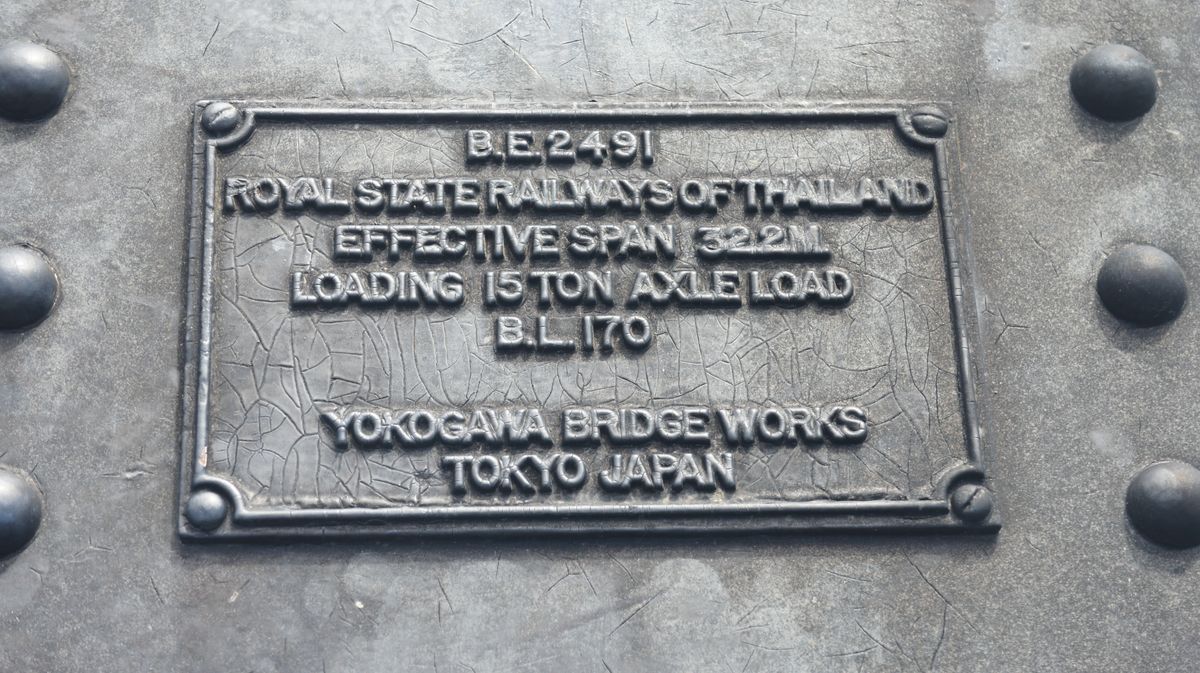 B.E.2491
ROYAL STATE RAILWAYS OF THAILAND
EFFECTIVE SPAN 32.2M.
LOADING 15 TON AXLE LOAD
B.L.170
YOKOGAWA BRIDGE WORKS
TOKYO JAPAN